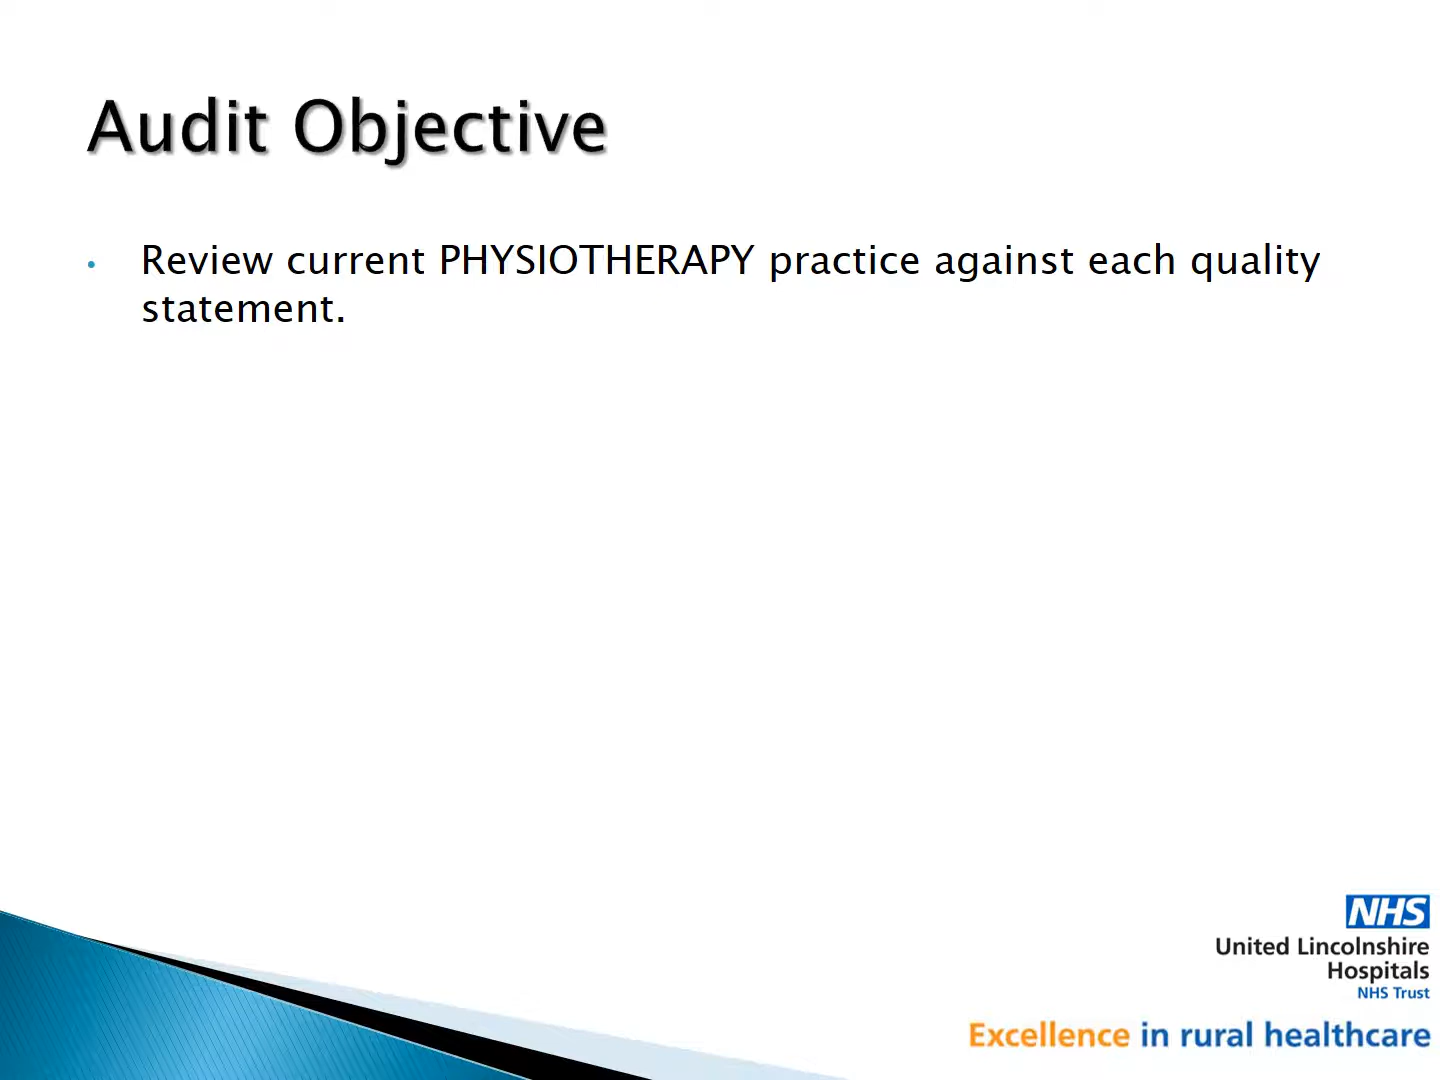 Audit Objective
• Review current PHYSIOTHERAPY practice against each quality
statement.
NHS
United Lincolnshire
Hospitals
NHS Trust
Excellence in rural healthcare